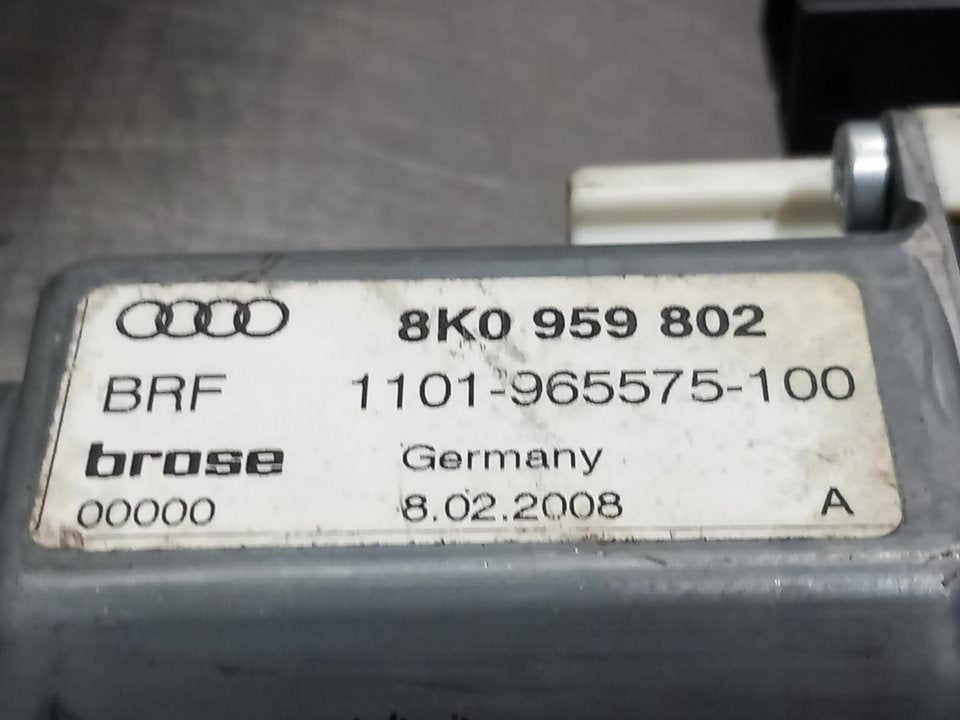 8K0 959 802
BRF 1101-965575-100
brose Germany
00000 8.02.2008 A